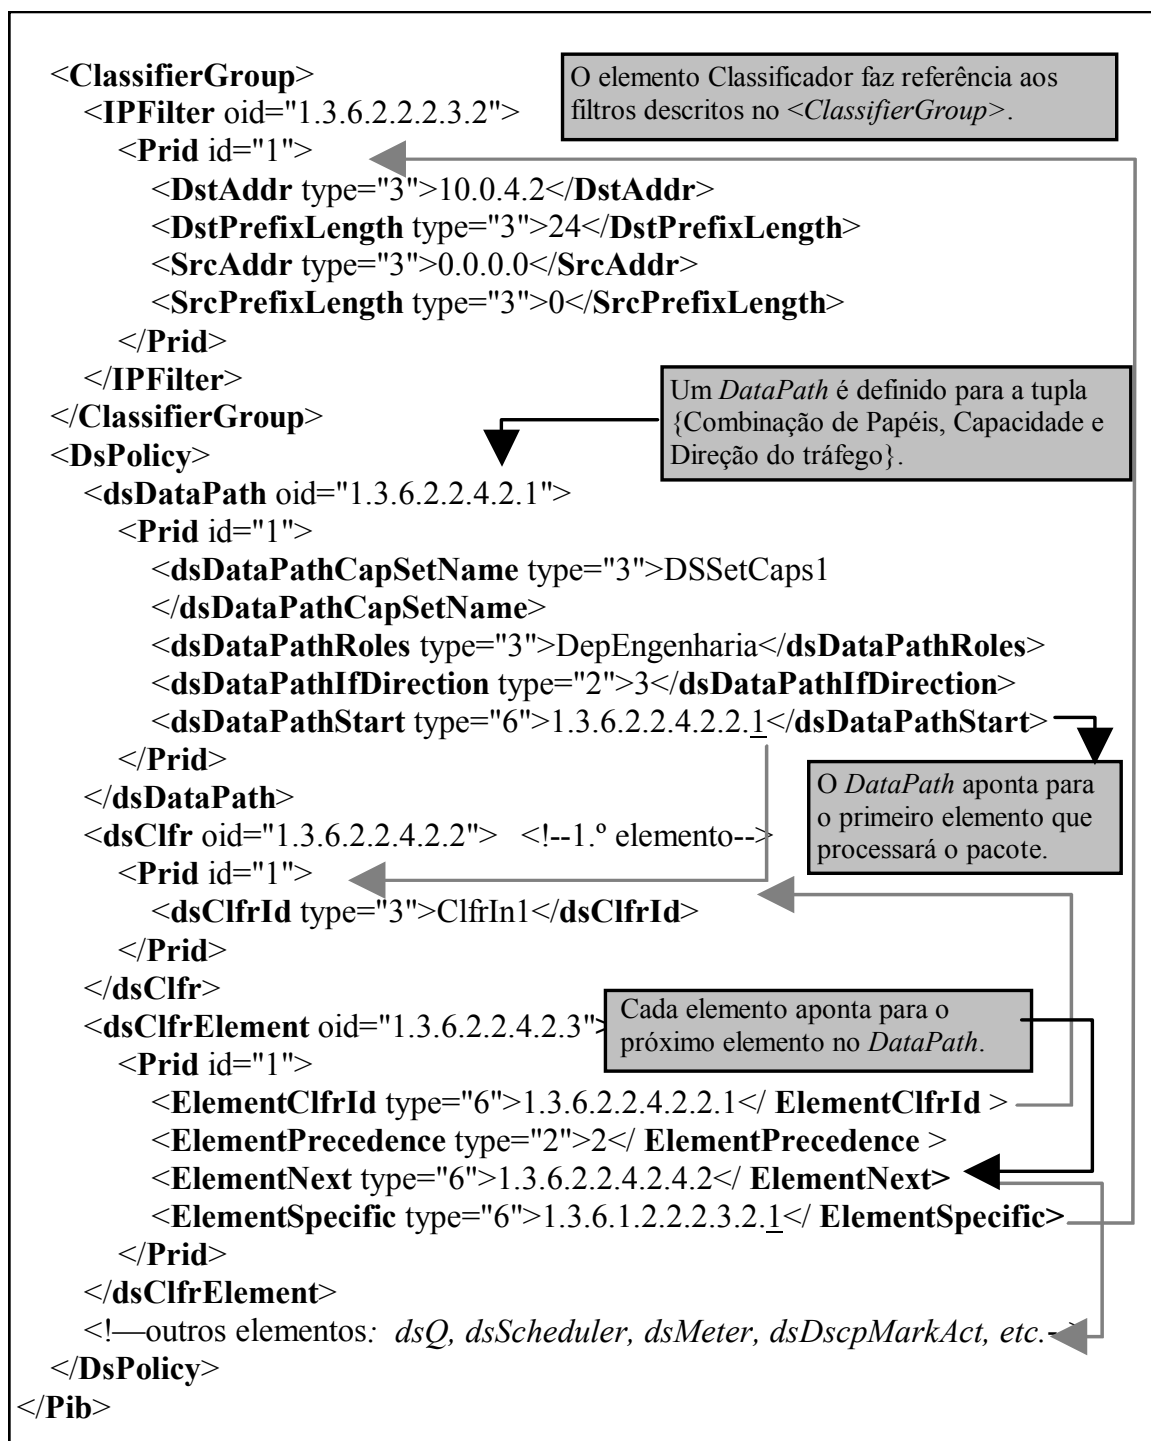 <ClassifierGroup>
O elemento Classificador faz referência aos
filtros descritos no <ClassifierGroup>.
<IPFilter oid="1.3.6.2.2.2.3.2">
<Prid id="1">
<DstAddr type="3">10.0.4.2</DstAddr>
<DstPrefixLength type="3">24</DstPrefixLength>
<SrcAddr type="3">0.0.0.0</SrcAddr>
<SrcPrefixLength type="3">0</SrcPrefixLength>
</Prid>
</IPFilter>
</ClassifierGroup>
Um DataPath é definido para a tupla
{Combinação de Papéis, Capacidade e
Direção do tráfego}.
<DsPolicy>
<dsDataPath oid="1.3.6.2.2.4.2.1">
<Prid id="1">
<dsDataPathCapSetName type="3">DSSetCaps1
</dsDataPathCapSetName>
<dsDataPathRoles type="3">DepEngenharia</dsDataPathRoles>
<dsDataPathIfDirection type="2">3</dsDataPathIfDirection>
<dsDataPathStart type="6">1.3.6.2.2.4.2.2.1</dsDataPathStart>
</Prid>
</dsDataPath>
O DataPath aponta para
o primeiro elemento que
processará o pacote.
<dsClfr oid="1.3.6.2.2.4.2.2"> <!--1.º elemento-->
<Prid id="1">
<dsClfrId type="3">ClfrIn1</dsClfrId>
</Prid>
</dsClfr>
<dsClfrElement oid="1.3.6.2.2.4.2.3">
Cada elemento aponta para o
próximo elemento no DataPath.
<Prid id="1">
<ElementClfrId type="6">1.3.6.2.2.4.2.2.1</ ElementClfrId >
<ElementPrecedence type="2">2</ ElementPrecedence >
<ElementNext type="6">1.3.6.2.2.4.2.4.2</ ElementNext>
<ElementSpecific type="6">1.3.6.1.2.2.2.3.2.1</ ElementSpecific>
</Prid>
</dsClfrElement>
<!—outros elementos: dsQ, dsScheduler, dsMeter, dsDscpMarkAct, etc.-->
</DsPolicy>
</Pib>